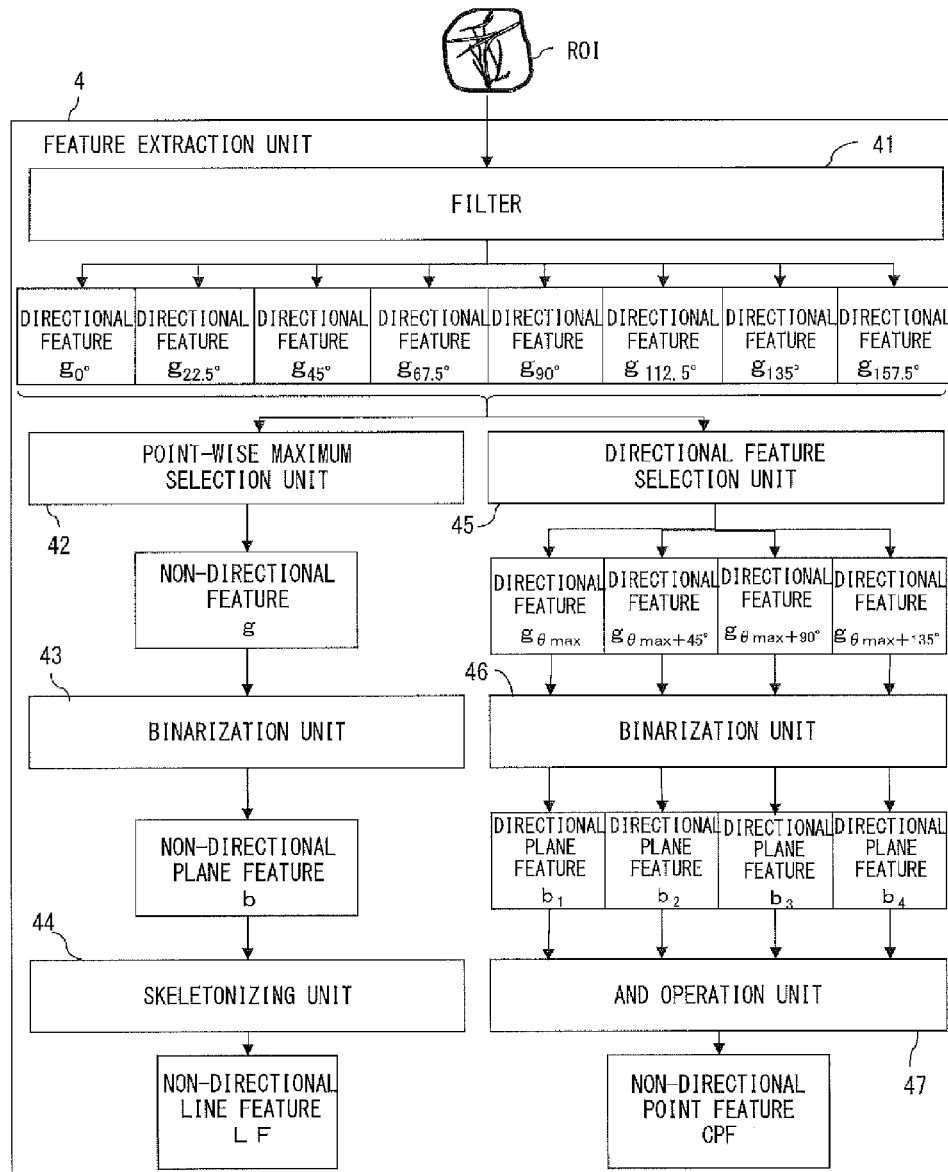 ROI
4
FEATURE EXTRACTION UNIT
41
FILTER
DIRECTIONAL
FEATURE
g0°
DIRECTIONAL
FEATURE
g22.5°
DIRECTIONAL
FEATURE
g45°
DIRECTIONAL
FEATURE
g67.5°
DIRECTIONAL
FEATURE
g90°
DIRECTIONAL
FEATURE
g112.5°
DIRECTIONAL
FEATURE
g135°
DIRECTIONAL
FEATURE
g157.5°
POINT-WISE MAXIMUM
SELECTION UNIT
42
DIRECTIONAL FEATURE
SELECTION UNIT
45
NON-DIRECTIONAL
FEATURE
g
DIRECTIONAL
FEATURE
gθmax
DIRECTIONAL
FEATURE
gθmax+45°
DIRECTIONAL
FEATURE
gθmax+90°
DIRECTIONAL
FEATURE
gθmax+135°
43
BINARIZATION UNIT
46
BINARIZATION UNIT
NON-DIRECTIONAL
PLANE FEATURE
b
DIRECTIONAL
PLANE
FEATURE
b1
DIRECTIONAL
PLANE
FEATURE
b2
DIRECTIONAL
PLANE
FEATURE
b3
DIRECTIONAL
PLANE
FEATURE
b4
44
SKELETONIZING UNIT
AND OPERATION UNIT
47
NON-DIRECTIONAL
LINE FEATURE
LF
NON-DIRECTIONAL
POINT FEATURE
CPF